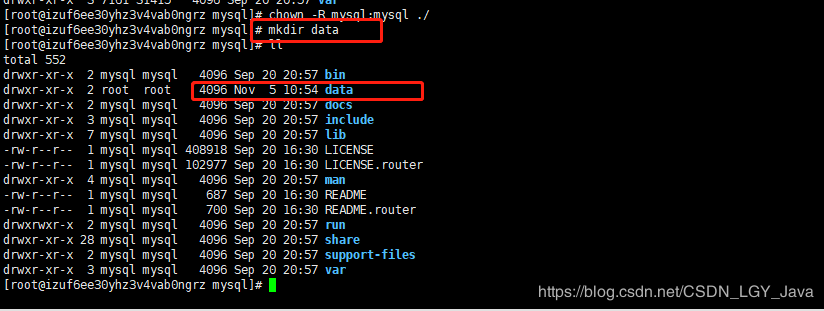 drwxr-xr-x 3 7161 31415 4096 Sep 20 20:57 var
[root@izuf6ee30yhz3v4vab0ngrz mysql]# chown -R mysql:mysql ./
[root@izuf6ee30yhz3v4vab0ngrz mysql]# mkdir data
[root@izuf6ee30yhz3v4vab0ngrz mysql]# ll
total 552
drwxr-xr-x 2 mysql mysql 4096 Sep 20 20:57 bin
drwxr-xr-x 2 root root 4096 Nov 5 10:54 data
drwxr-xr-x 2 mysql mysql 4096 Sep 20 20:57 docs
drwxr-xr-x 3 mysql mysql 4096 Sep 20 20:57 include
drwxr-xr-x 7 mysql mysql 4096 Sep 20 20:57 lib
-rw-r--r-- 1 mysql mysql 408918 Sep 20 16:30 LICENSE
-rw-r--r-- 1 mysql mysql 102977 Sep 20 16:30 LICENSE.router
drwxr-xr-x 4 mysql mysql 4096 Sep 20 20:57 man
-rw-r--r-- 1 mysql mysql 687 Sep 20 16:30 README
-rw-r--r-- 1 mysql mysql 700 Sep 20 16:30 README.router
drwxrwxr-x 2 mysql mysql 4096 Sep 20 20:57 run
drwxr-xr-x 28 mysql mysql 4096 Sep 20 20:57 share
drwxr-xr-x 2 mysql mysql 4096 Sep 20 20:57 support-files
drwxr-xr-x 3 mysql mysql 4096 Sep 20 20:57 var
[root@izuf6ee30yhz3v4vab0ngrz mysql]#
https://blog.csdn.net/CSDN_LGY_Java